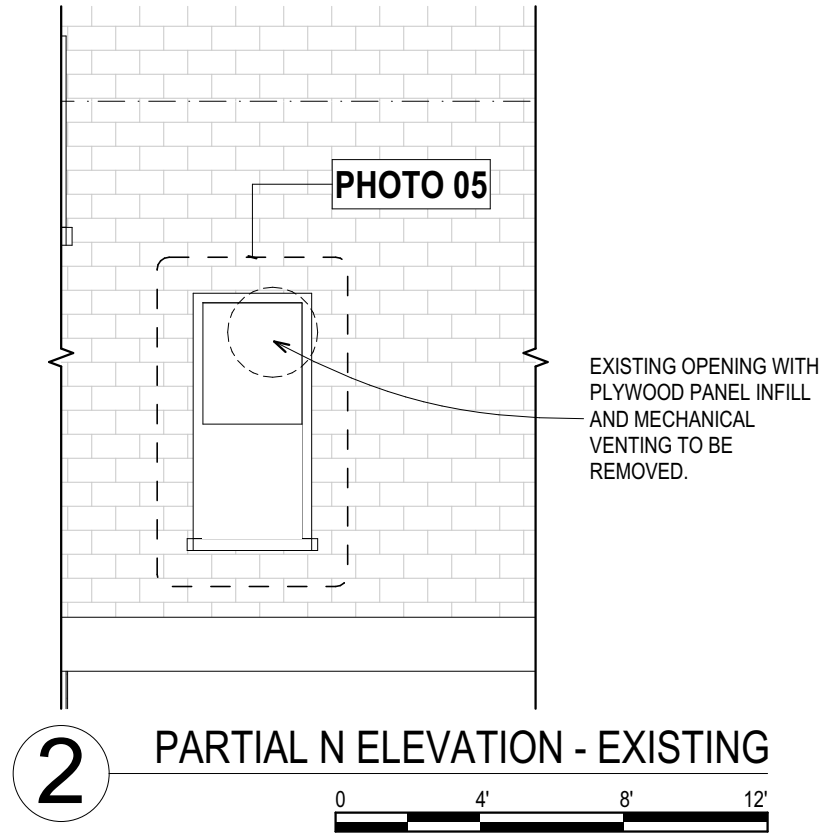 PHOTO 05
EXISTING OPENING WITH
PLYWOOD PANEL INFILL
AND MECHANICAL
VENTING TO BE
REMOVED.
2
PARTIAL N ELEVATION - EXISTING
0 4' 8' 12'